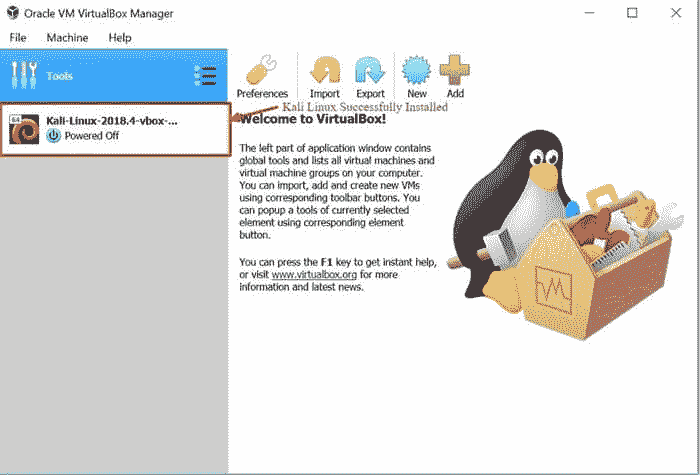 Oracle VM VirtualBox Manager
File Machine Help
Tools
Preferences Import Export New Add
64
Kali-Linux-2018.4-vbox-...
Powered Off
Kali Linux Successfully Installed
Welcome to VirtualBox!
The left part of application window contains
global tools and lists all virtual machines and
virtual machine groups on your computer.
You can import, add and create new VMs
using corresponding toolbar buttons. You
can popup a tools of currently selected
element using corresponding element
button.
You can press the F1 key to get instant help,
or visit www.virtualbox.org for more
information and latest news.